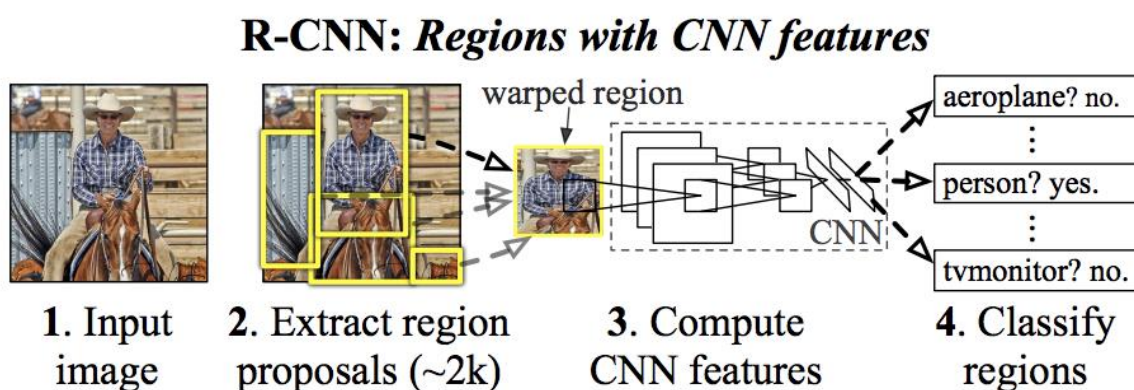 R-CNN: Regions with CNN features
warped region
aeroplane? no.
⋮
person? yes.
⋮
tvmonitor? no.
CNN
1. Input
image
2. Extract region
proposals (~2k)
3. Compute
CNN features
4. Classify
regions